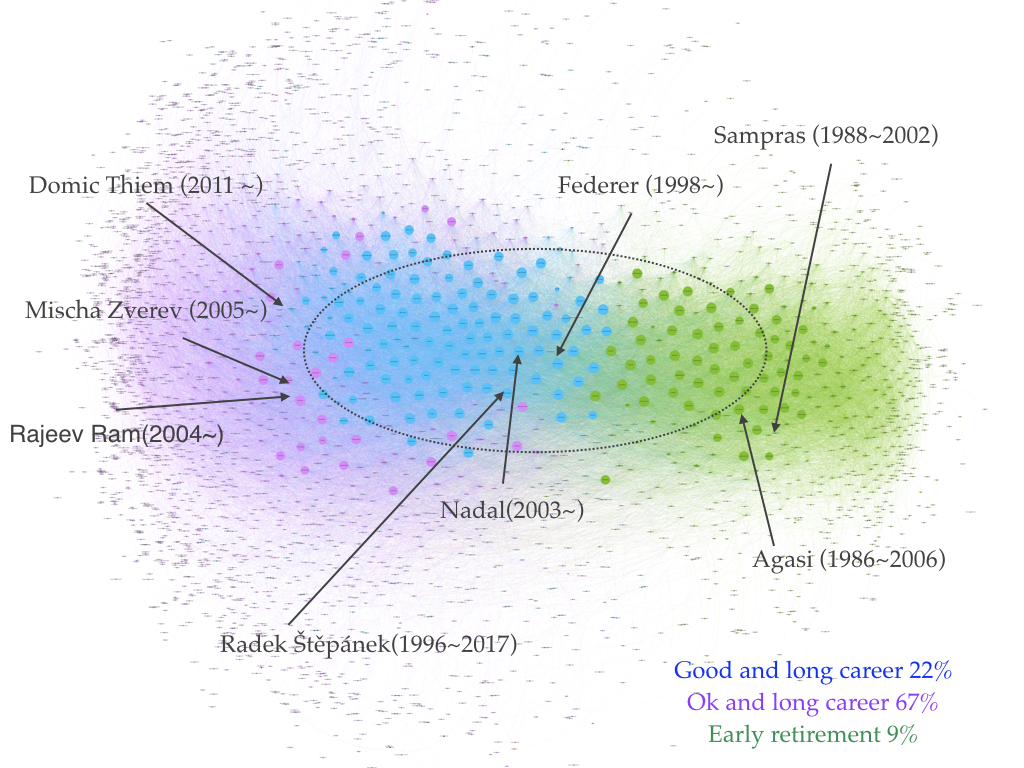 Sampras (1988~2002)
Domic Thiem (2011 ~)
Federer (1998~)
Mischa Zverev (2005~)
Rajeev Ram(2004~)
Nadal(2003~)
Agasi (1986~2006)
Radek Štěpánek(1996~2017)
Good and long career 22%
Ok and long career 67%
Early retirement 9%